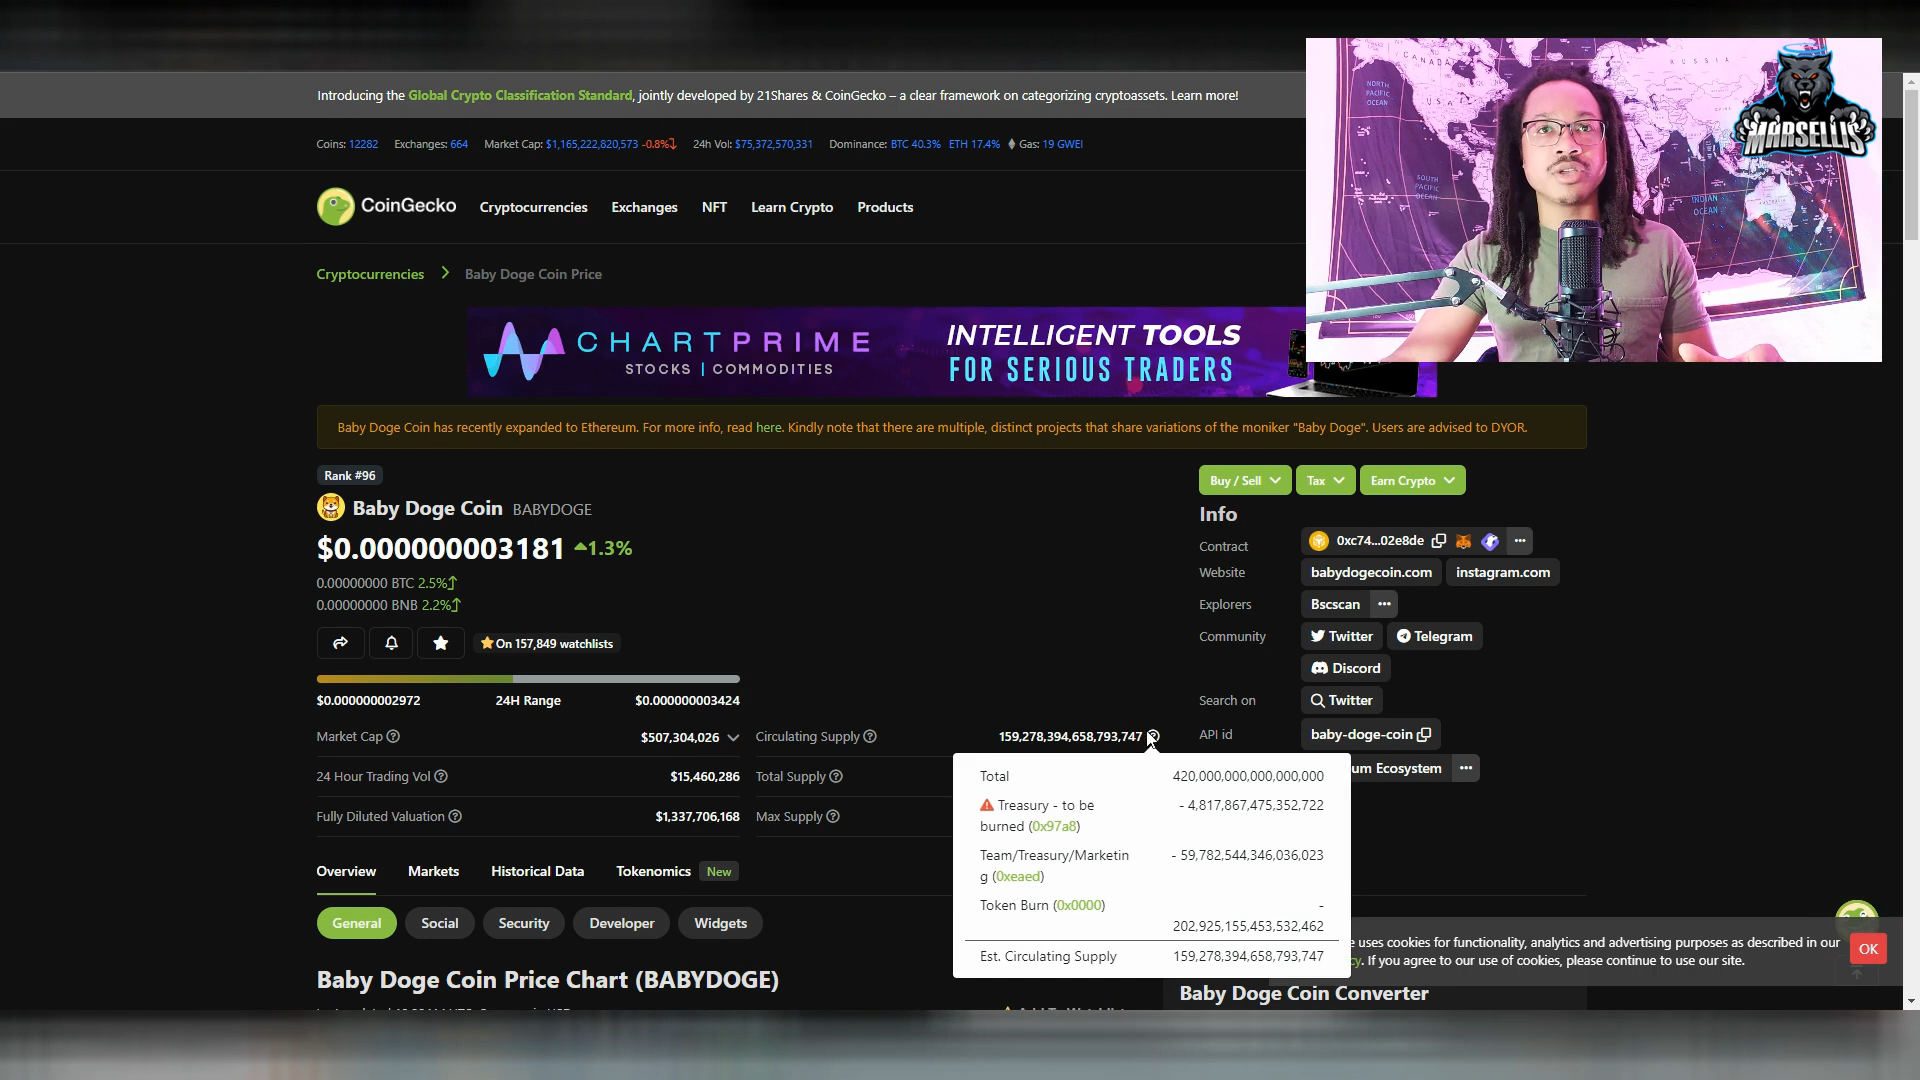 Introducing the Global Crypto Classification Standard, jointly developed by 21Shares & CoinGecko – a clear framework on categorizing cryptoassets. Learn more!
Coins: 12282 Exchanges: 664 Market Cap: $1,165,222,820,573 -0.8% 24h Vol: $75,372,570,331 Dominance: BTC 40.3% ETH 17.4% Gas: 19 GWEI
CoinGecko Cryptocurrencies Exchanges NFT Learn Crypto Products
CANADA
RUSSIA
NORTH PACIFIC OCEAN
USA
SOUTH PACIFIC OCEAN
INDIAN OCEAN
MARSELLIS
Cryptocurrencies > Baby Doge Coin Price
CHARTPRIME
STOCKS | COMMODITIES
INTELLIGENT TOOLS
FOR SERIOUS TRADERS
Baby Doge Coin has recently expanded to Ethereum. For more info, read here. Kindly note that there are multiple, distinct projects that share variations of the moniker "Baby Doge". Users are advised to DYOR.
Rank #96
Baby Doge Coin BABYDOGE
$0.000000003181 1.3%
0.00000000 BTC 2.5%
0.00000000 BNB 2.2%
On 157,849 watchlists
$0.000000002972 24H Range $0.000000003424
Market Cap $507,304,026
24 Hour Trading Vol $15,460,286
Fully Diluted Valuation $1,337,706,168
Circulating Supply 159,278,394,658,793,747
Total Supply
Max Supply
Total 420,000,000,000,000,000
Treasury - to be burned (0x97a8) - 4,817,867,475,352,722
Team/Treasury/Marketin
g (0xeaed) - 59,782,544,346,036,023
Token Burn (0x0000) -
202,925,155,453,532,462
Est. Circulating Supply 159,278,394,658,793,747
Buy / Sell Tax Earn Crypto
Info
Contract 0xc74...02e8de
Website babydogecoin.com instagram.com
Explorers Bscscan
Community Twitter Telegram
Discord
Search on Twitter
API id baby-doge-coin
um Ecosystem
Overview Markets Historical Data Tokenomics New
General Social Security Developer Widgets
Baby Doge Coin Price Chart (BABYDOGE)
e uses cookies for functionality, analytics and advertising purposes as described in our
cy. If you agree to our use of cookies, please continue to use our site.
OK
Baby Doge Coin Converter